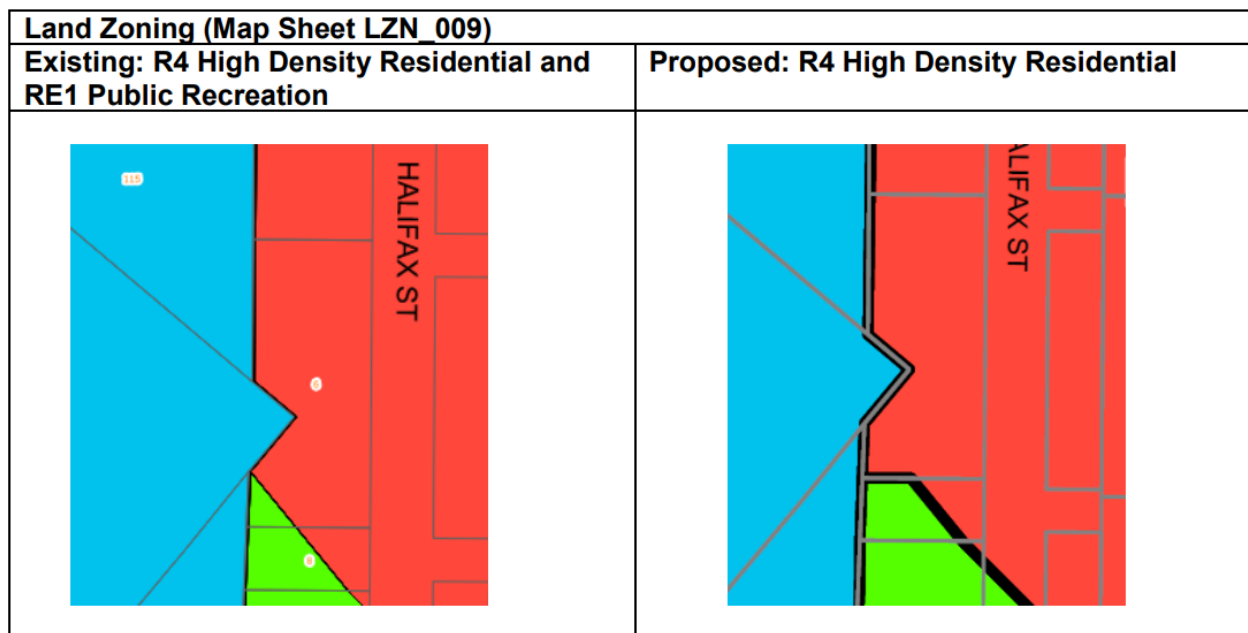 Land Zoning (Map Sheet LZN_009)
Existing: R4 High Density Residential and
RE1 Public Recreation
Proposed: R4 High Density Residential
115
HALIFAX ST
0
ALIFAX ST